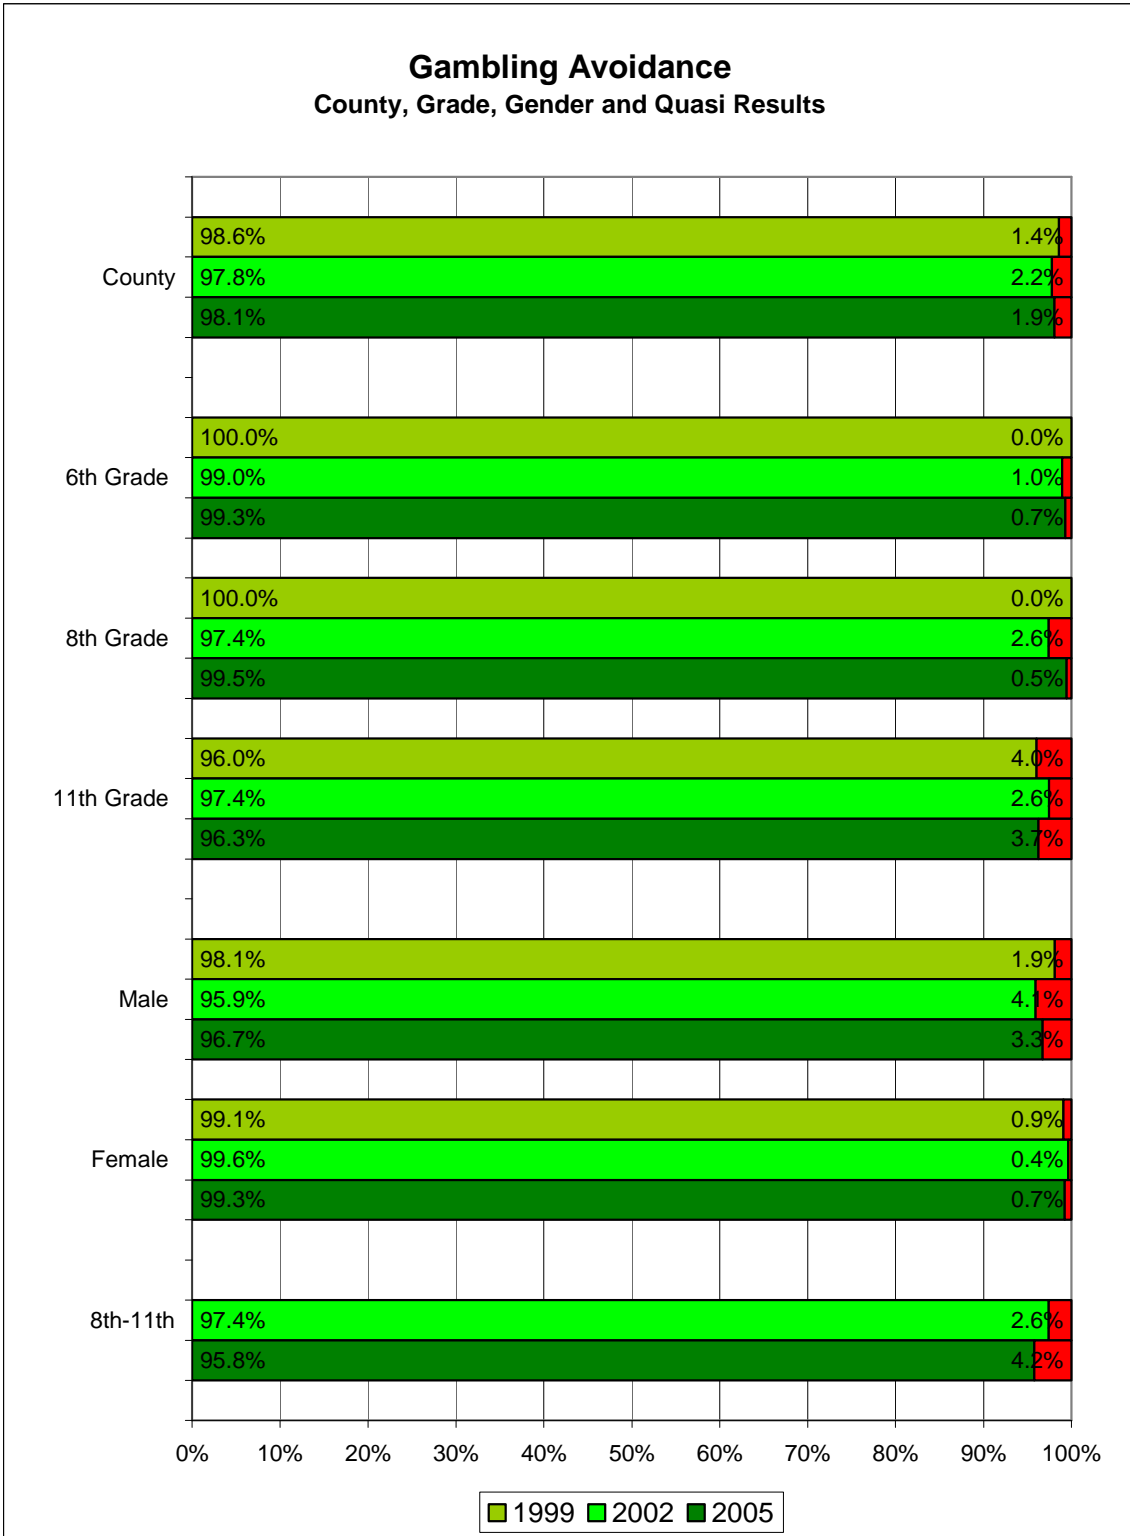 Gambling Avoidance
County, Grade, Gender and Quasi Results
98.6% 1.4%
County 97.8% 2.2%
98.1% 1.9%
100.0% 0.0%
6th Grade 99.0% 1.0%
99.3% 0.7%
100.0% 0.0%
8th Grade 97.4% 2.6%
99.5% 0.5%
96.0% 4.0%
11th Grade 97.4% 2.6%
96.3% 3.7%
98.1% 1.9%
Male 95.9% 4.1%
96.7% 3.3%
99.1% 0.9%
Female 99.6% 0.4%
99.3% 0.7%
8th-11th 97.4% 2.6%
95.8% 4.2%
0% 10% 20% 30% 40% 50% 60% 70% 80% 90% 100%
1999 2002 2005